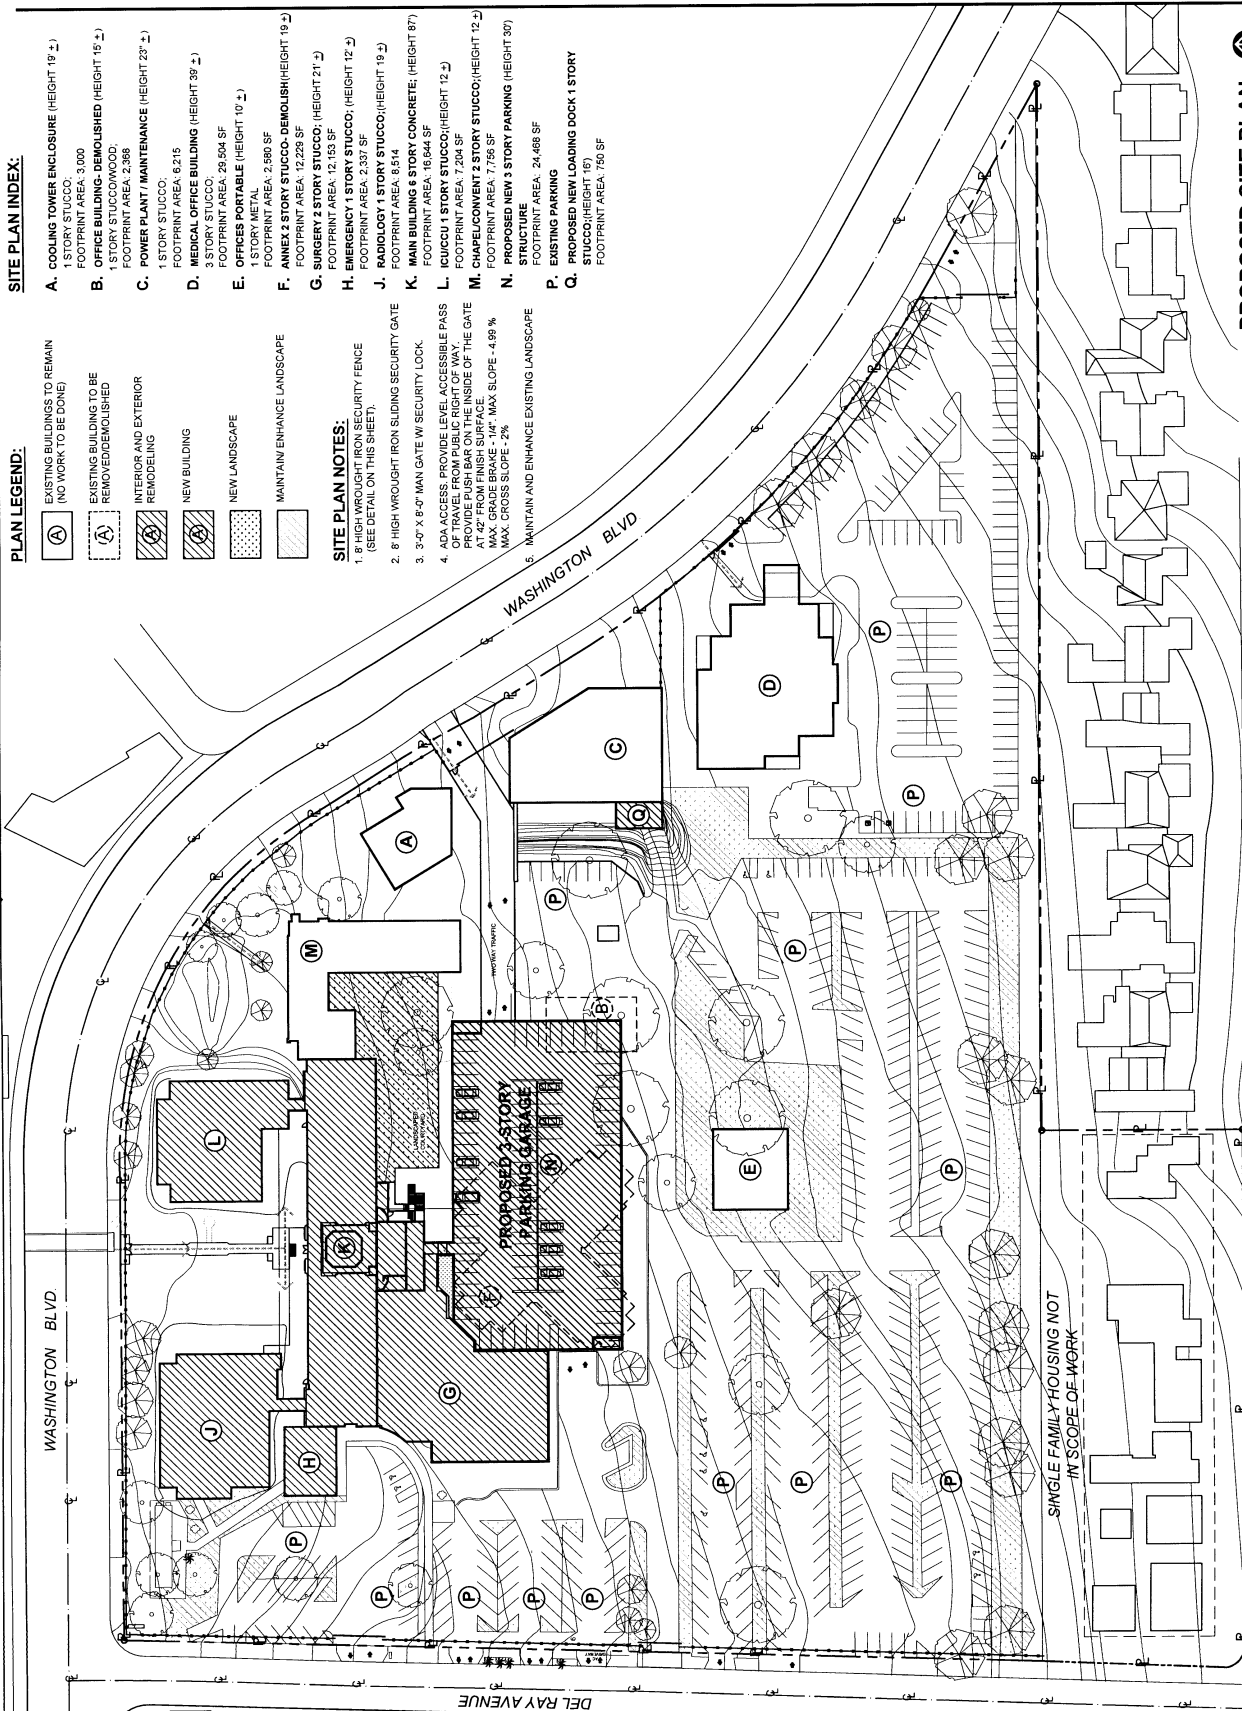 SITE PLAN INDEX:
A. COOLING TOWER ENCLOSURE (HEIGHT 19' ±)
1 STORY STUCCO;
FOOTPRINT AREA: 3,000
B. OFFICE BUILDING- DEMOLISHED (HEIGHT 15' ±)
1 STORY STUCCO/WOOD;
FOOTPRINT AREA: 2,368
C. POWER PLANT / MAINTENANCE (HEIGHT 23" ±)
1 STORY STUCCO;
FOOTPRINT AREA: 6,215
D. MEDICAL OFFICE BUILDING (HEIGHT 39' ±)
3 STORY STUCCO;
FOOTPRINT AREA: 29,504 SF
E. OFFICES PORTABLE (HEIGHT 10' ±)
1 STORY METAL
FOOTPRINT AREA: 2,580 SF
F. ANNEX 2 STORY STUCCO- DEMOLISH(HEIGHT 19 ±)
FOOTPRINT AREA: 12,229 SF
G. SURGERY 2 STORY STUCCO; (HEIGHT 21' ±)
FOOTPRINT AREA: 12,153 SF
H. EMERGENCY 1 STORY STUCCO; (HEIGHT 12' ±)
FOOTPRINT AREA: 2,337 SF
J. RADIOLOGY 1 STORY STUCCO;(HEIGHT 19 ±)
FOOTPRINT AREA: 8,514
K. MAIN BUILDING 6 STORY CONCRETE; (HEIGHT 87')
FOOTPRINT AREA: 16,644 SF
L. ICU/CCU 1 STORY STUCCO;(HEIGHT 12 ±)
FOOTPRINT AREA: 7,204 SF
M. CHAPEL/CONVENT 2 STORY STUCCO;(HEIGHT 12 ±)
FOOTPRINT AREA: 7,756 SF
N. PROPOSED NEW 3 STORY PARKING (HEIGHT 30')
STRUCTURE
FOOTPRINT AREA: 24,468 SF
P. EXISTING PARKING
Q. PROPOSED NEW LOADING DOCK 1 STORY
STUCCO;(HEIGHT 16')
FOOTPRINT AREA: 750 SF
PLAN LEGEND:
A
EXISTING BUILDINGS TO REMAIN
(NO WORK TO BE DONE)
A
EXISTING BUILDING TO BE
REMOVED/DEMOLISHED
A
INTERIOR AND EXTERIOR
REMODELING
A
NEW BUILDING
NEW LANDSCAPE
MAINTAIN/ ENHANCE LANDSCAPE
SITE PLAN NOTES:
1. 8' HIGH WROUGHT IRON SECURITY FENCE
(SEE DETAIL ON THIS SHEET).
2. 8' HIGH WROUGHT IRON SLIDING SECURITY GATE
3. 3'-0" X 8'-0" MAN GATE W/ SECURITY LOCK.
4. ADA ACCESS. PROVIDE LEVEL ACCESSIBLE PASS
OF TRAVEL FROM PUBLIC RIGHT OF WAY.
PROVIDE PUSH BAR ON THE INSIDE OF THE GATE
AT 42" FROM FINISH SURFACE.
MAX. GRADE BRAKE - 1/4". MAX SLOPE - 4.99 %
MAX. CROSS SLOPE - 2%
5. MAINTAIN AND ENHANCE EXISTING LANDSCAPE
WASHINGTON BLVD
WASHINGTON BLVD
DEL RAY AVENUE
PROPOSED 3-STORY
PARKING GARAGE
LANDSCAPED
COURTYARD
TWO WAY TRAFFIC
SINGLE FAMILY HOUSING NOT
IN SCOPE OF WORK
PROPOSED SITE PLAN
A
B
C
D
E
F
G
H
J
K
L
M
N
Q
P
P
P
P
P
P
P
P
P
P
P
P
P